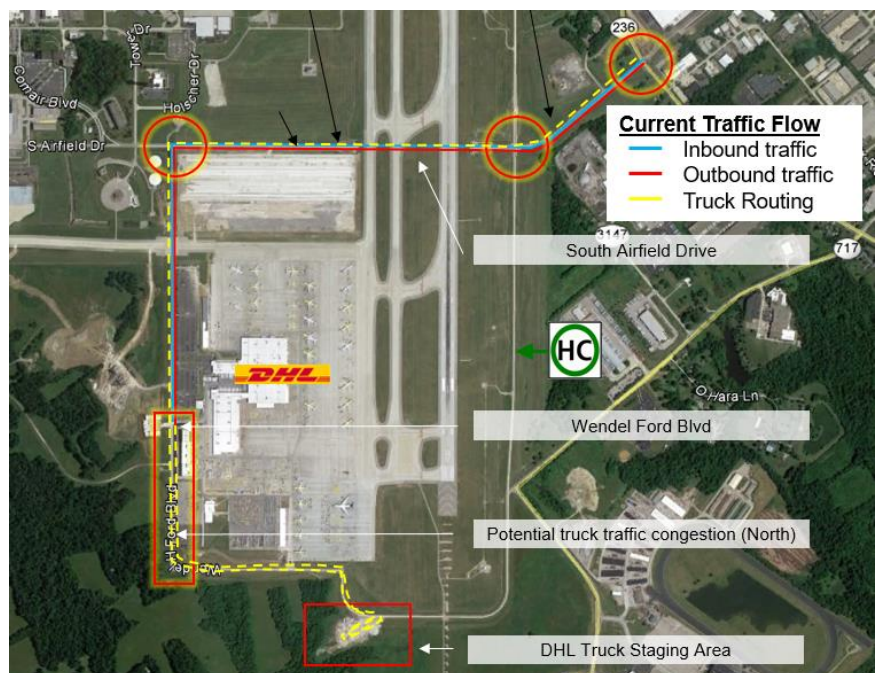 236
Dr
Tower
Holscher Dr
Comair Blvd
S Airfield Dr
Current Traffic Flow
Inbound traffic
Outbound traffic
Truck Routing
3147
717
South Airfield Drive
HC
DHL
O Hara Ln
Wendel Ford Blvd
H Ford Blvd
Potential truck traffic congestion (North)
DHL Truck Staging Area